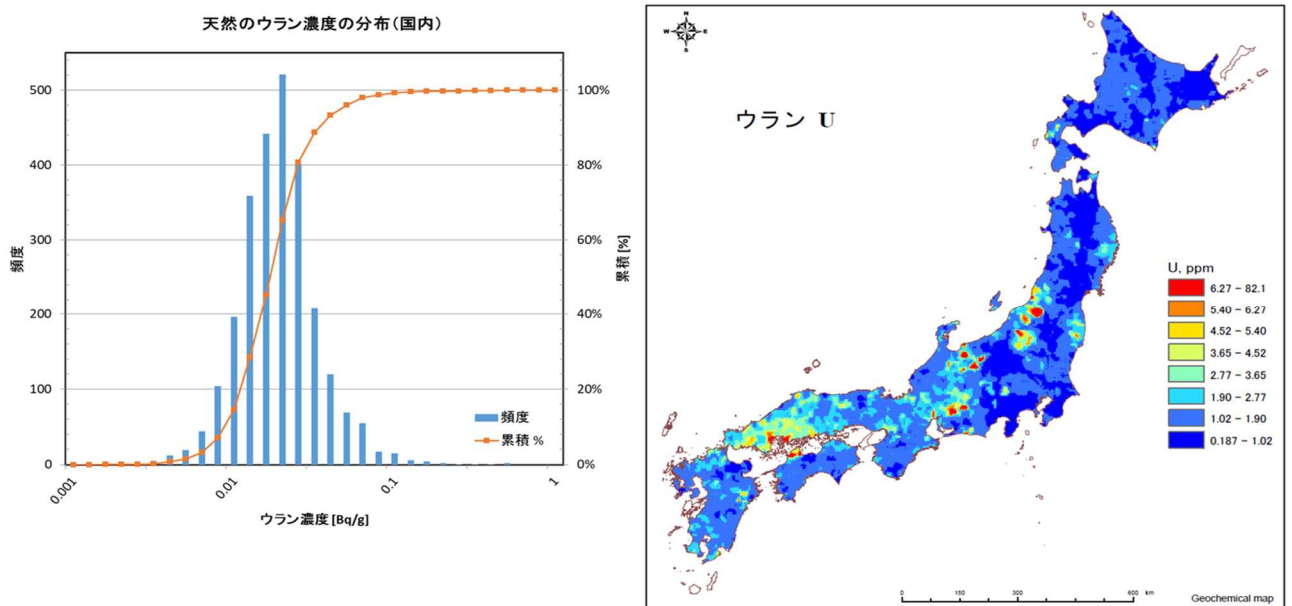 天然のウラン濃度の分布（国内）
500
400
300
200
100
0
頻度
100%
80%
60%
40%
20%
0%
累積 [%]
頻度
累積 %
0.001
0.01
0.1
1
ウラン濃度 [Bq/g]
N
W
E
S
ウラン U
U, ppm
6.27 – 82.1
5.40 – 6.27
4.52 – 5.40
3.65 – 4.52
2.77 – 3.65
1.90 – 2.77
1.02 – 1.90
0.187 – 1.02
0 150 300 600 km
Geochemical map